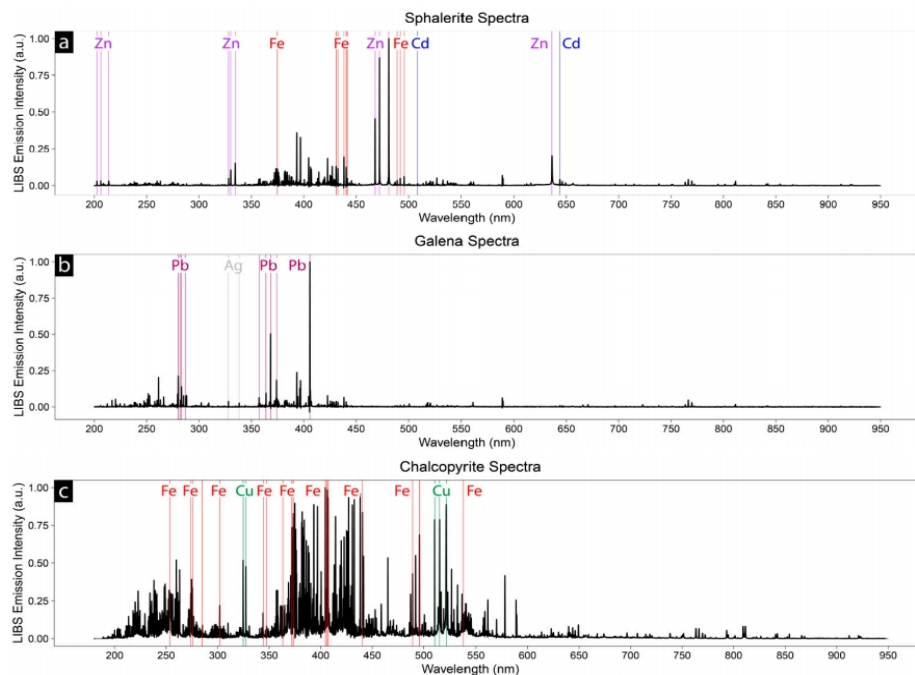 Sphalerite Spectra
a
Zn Zn Fe Fe Zn Fe Cd Zn Cd
LIBS Emission Intensity (a.u.)
1.00
0.75
0.50
0.25
0.00
200 250 300 350 400 450 500 550 600 650 700 750 800 850 900 950
Wavelength (nm)
Galena Spectra
b
Pb Ag Pb Pb
LIBS Emission Intensity (a.u.)
1.00
0.75
0.50
0.25
0.00
200 250 300 350 400 450 500 550 600 650 700 750 800 850 900 950
Wavelength (nm)
Chalcopyrite Spectra
c
Fe Fe Fe Cu Fe Fe Fe Fe Fe Cu Fe
LIBS Emission Intensity (a.u.)
1.00
0.75
0.50
0.25
0.00
200 250 300 350 400 450 500 550 600 650 700 750 800 850 900 950
Wavelength (nm)